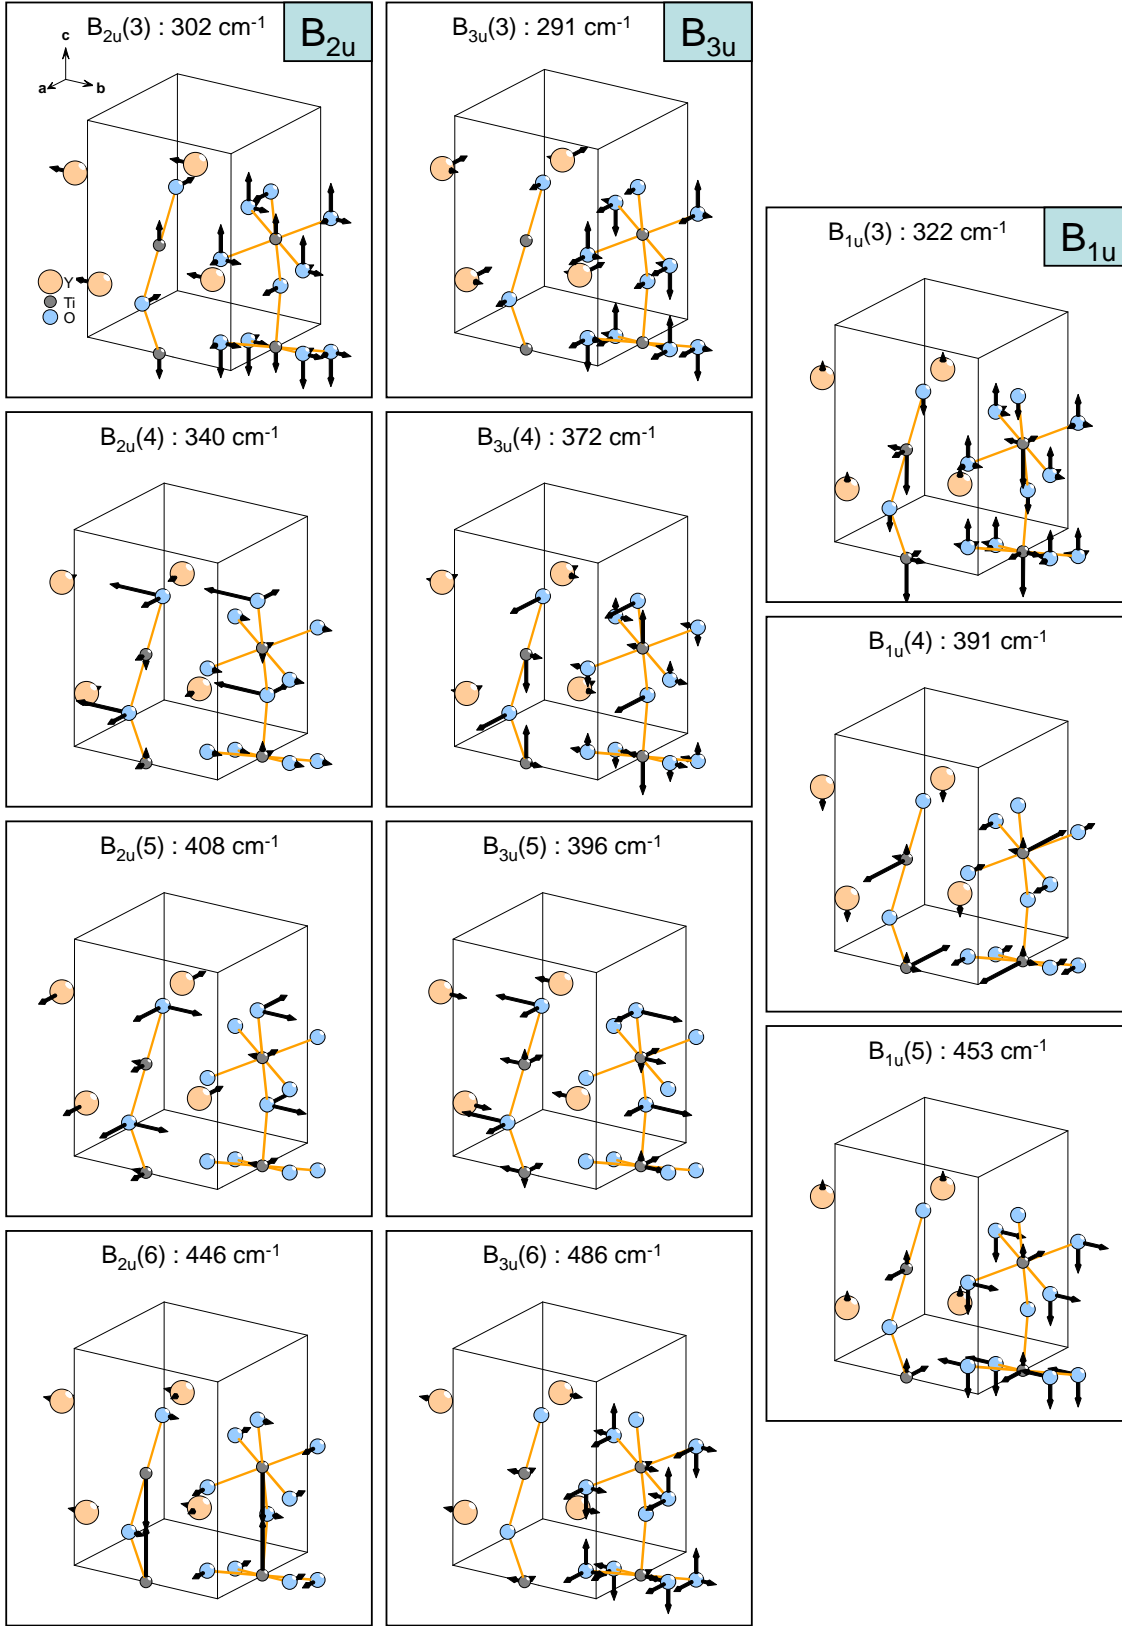 B2u(3) : 302 cm-1
B2u
c
a
b
Y
Ti
O
B3u(3) : 291 cm-1
B3u
B1u(3) : 322 cm-1
B1u
B2u(4) : 340 cm-1
B3u(4) : 372 cm-1
B1u(4) : 391 cm-1
B2u(5) : 408 cm-1
B3u(5) : 396 cm-1
B1u(5) : 453 cm-1
B2u(6) : 446 cm-1
B3u(6) : 486 cm-1